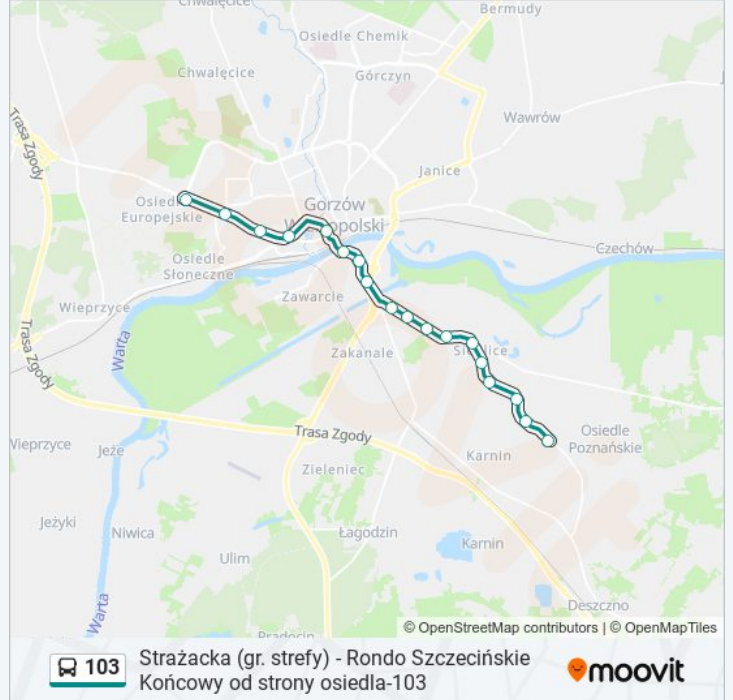 Chwalęcice
Bermudy
Osiedle Chemik
Chwalęcice
Górczyn
Wawrów
Trasa Zgody
Janice
Gorzów
Osiedle
Europejskie
Czechów
Osiedle
Słoneczne
Zawarcie
Wieprzyce
Warta
Trasa Zgody
Zakanale
Osiedle
Poznańskie
Trasa Zgody
Wieprzyce
Jeże
Karnin
Zieleniec
Jeżyki
Niwica
Łagodzin
Karnin
Ulim
Warta
Deszczno
© OpenStreetMap contributors | © OpenMapTiles
103
Strażacka (gr. strefy) - Rondo Szczecińskie
Końcowy od strony osiedla-103
moovit